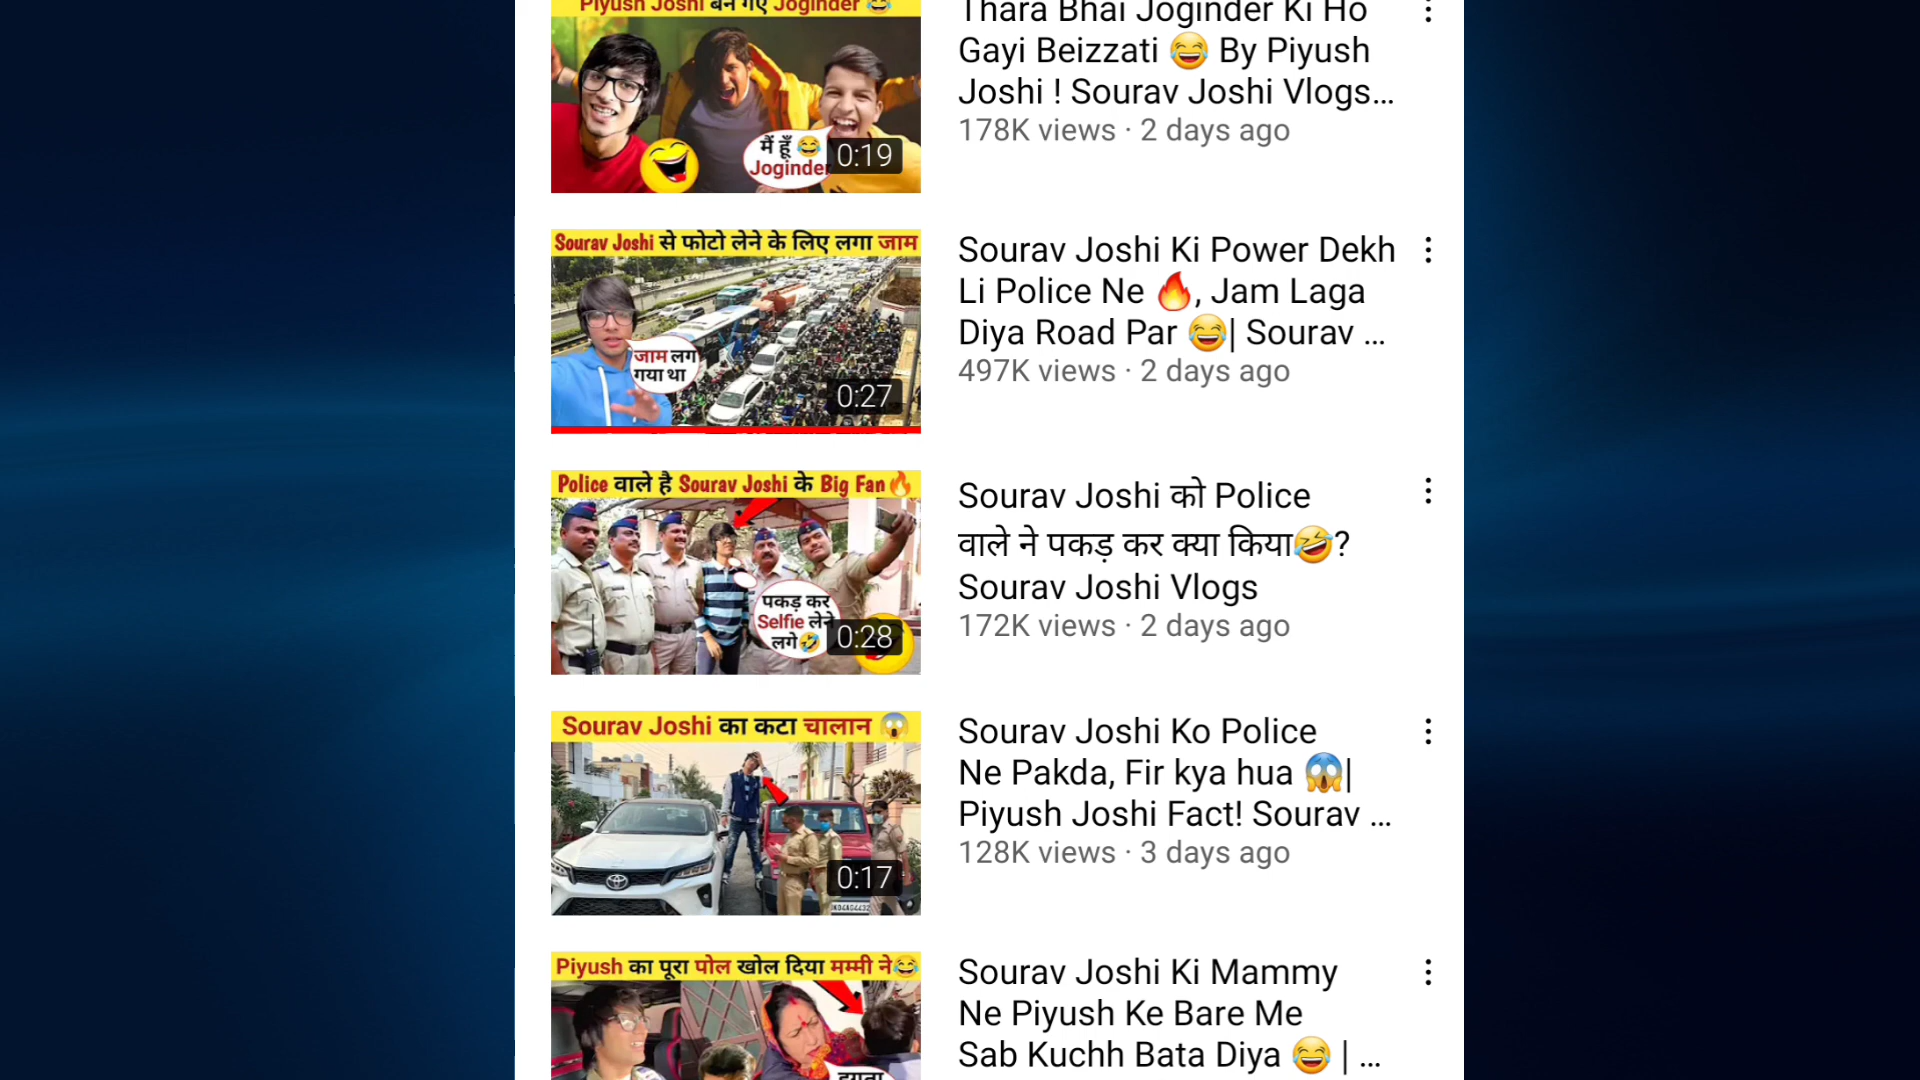 Piyush Joshi बन गए Joginder 😂
मैं हूँ 😂
Joginder
0:19
Thara Bhai Joginder Ki Ho
Gayi Beizzati 😂 By Piyush
Joshi ! Sourav Joshi Vlogs...
178K views · 2 days ago
Sourav Joshi से फोटो लेने के लिए लगा जाम
जाम लग
गया था
0:27
Sourav Joshi Ki Power Dekh
Li Police Ne 🔥, Jam Laga
Diya Road Par 😂| Sourav ...
497K views · 2 days ago
Police वाले है Sourav Joshi के Big Fan🔥
पकड़ कर
Selfie लेने
लगे🤣
0:28
Sourav Joshi को Police
वाले ने पकड़ कर क्या किया🤣?
Sourav Joshi Vlogs
172K views · 2 days ago
Sourav Joshi का कटा चालान 😱
0:17
Sourav Joshi Ko Police
Ne Pakda, Fir kya hua 😱|
Piyush Joshi Fact! Sourav ...
128K views · 3 days ago
Piyush का पूरा पोल खोल दिया मम्मी ने😂
Sourav Joshi Ki Mammy
Ne Piyush Ke Bare Me
Sab Kuchh Bata Diya 😂 | ...